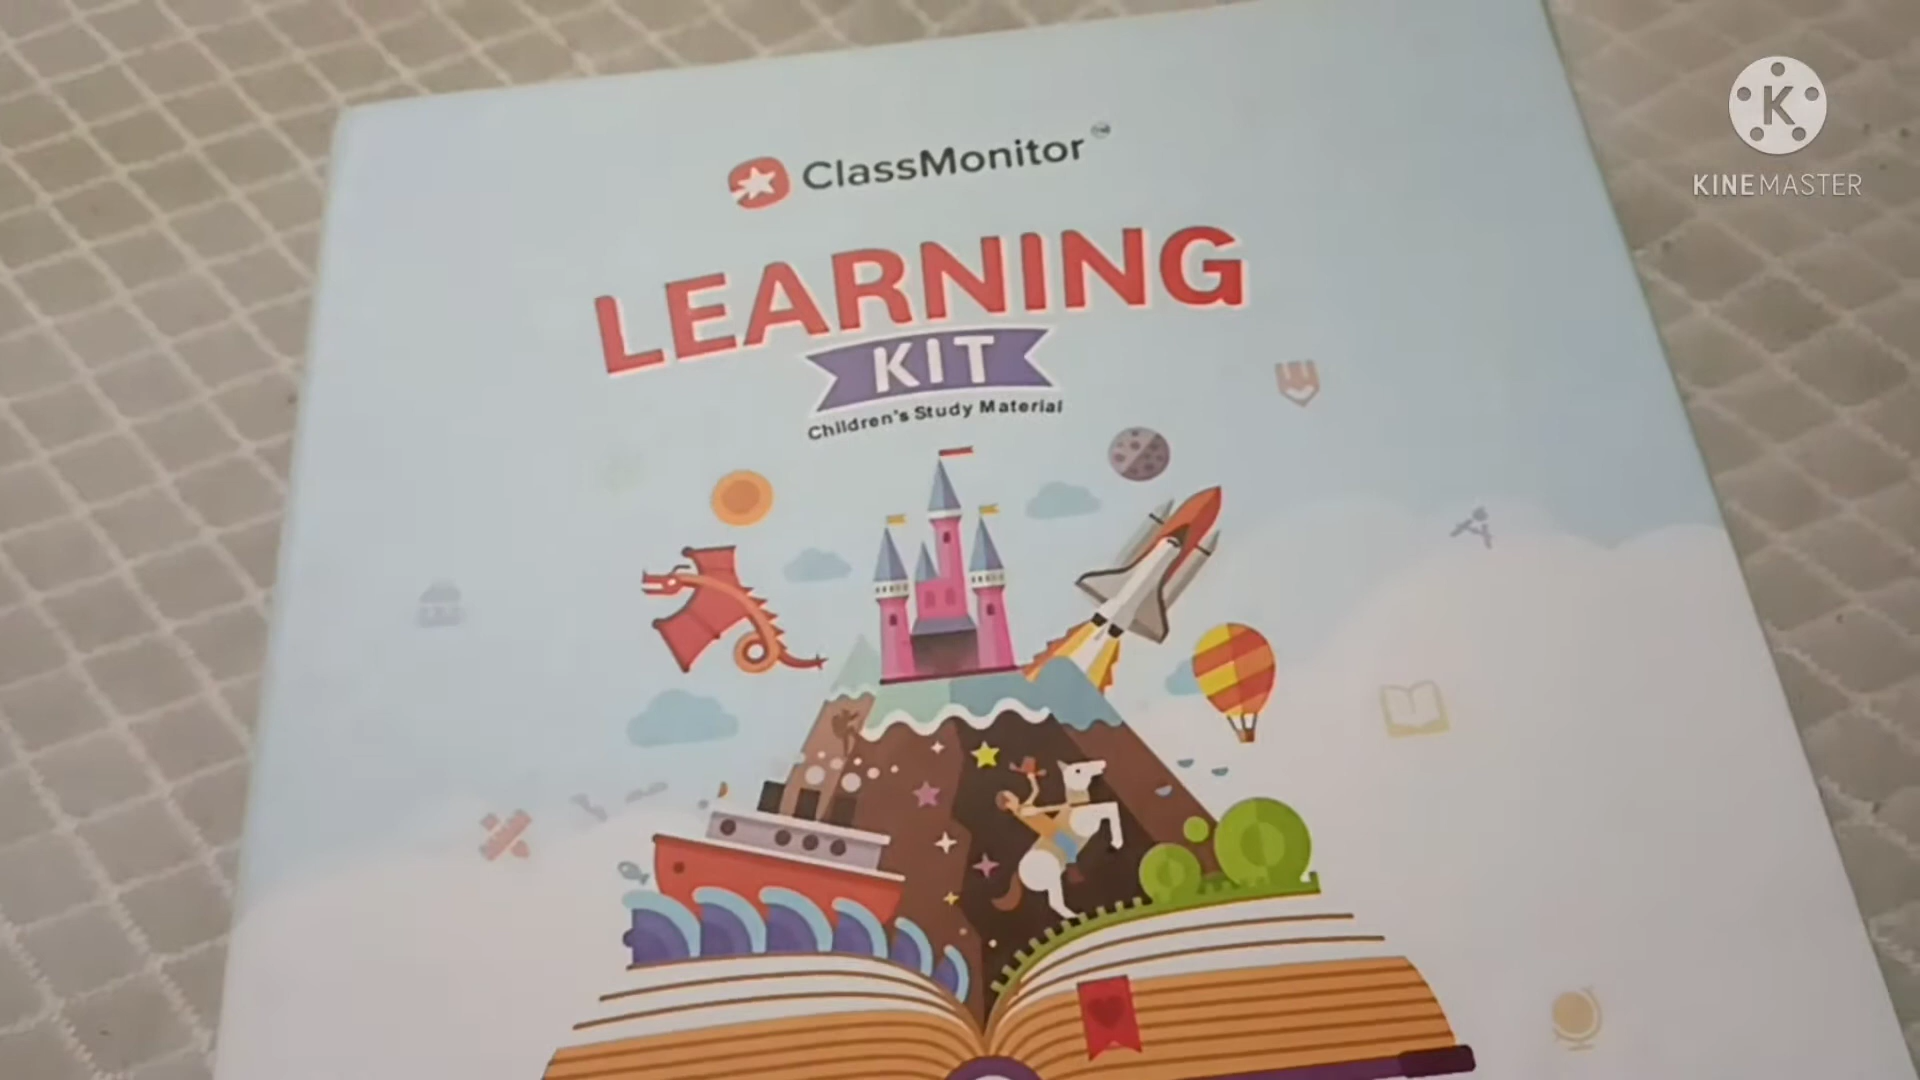 ClassMonitor
LEARNING
KIT
Children's Study Material
K
KINEMASTER